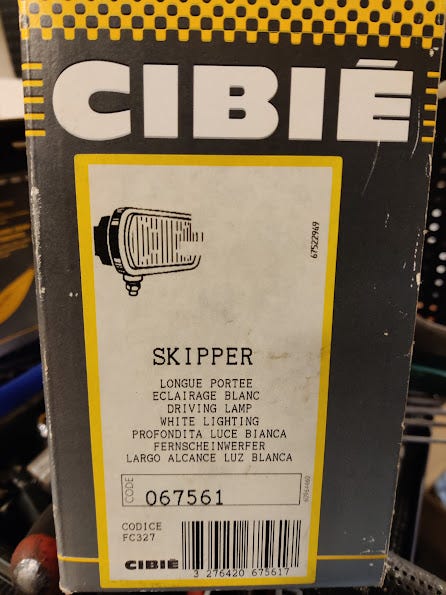 CIBIÉ
67522969
SKIPPER
LONGUE PORTEE
ECLAIRAGE BLANC
DRIVING LAMP
WHITE LIGHTING
PROFONDITA LUCE BIANCA
FERNSCHEINWERFER
LARGO ALCANCE LUZ BLANCA
CODE
067561
CODICE
FC327
CIBIÉ
3 276420 675617